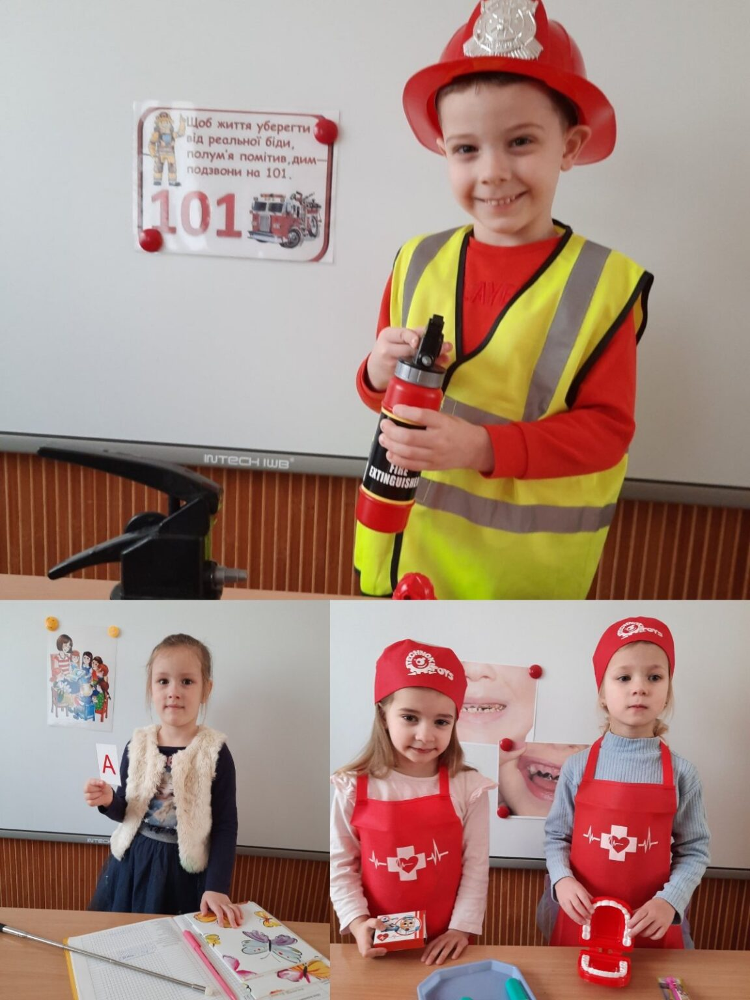 Щоб життя уберегти
від реальної біди,
полум'я помітив, дим—
подзвони на 101.
101
INTECH IWB
FIRE
EXTINGUISHER
A
TECHNOK
TOYS
TECHNOK
TOYS